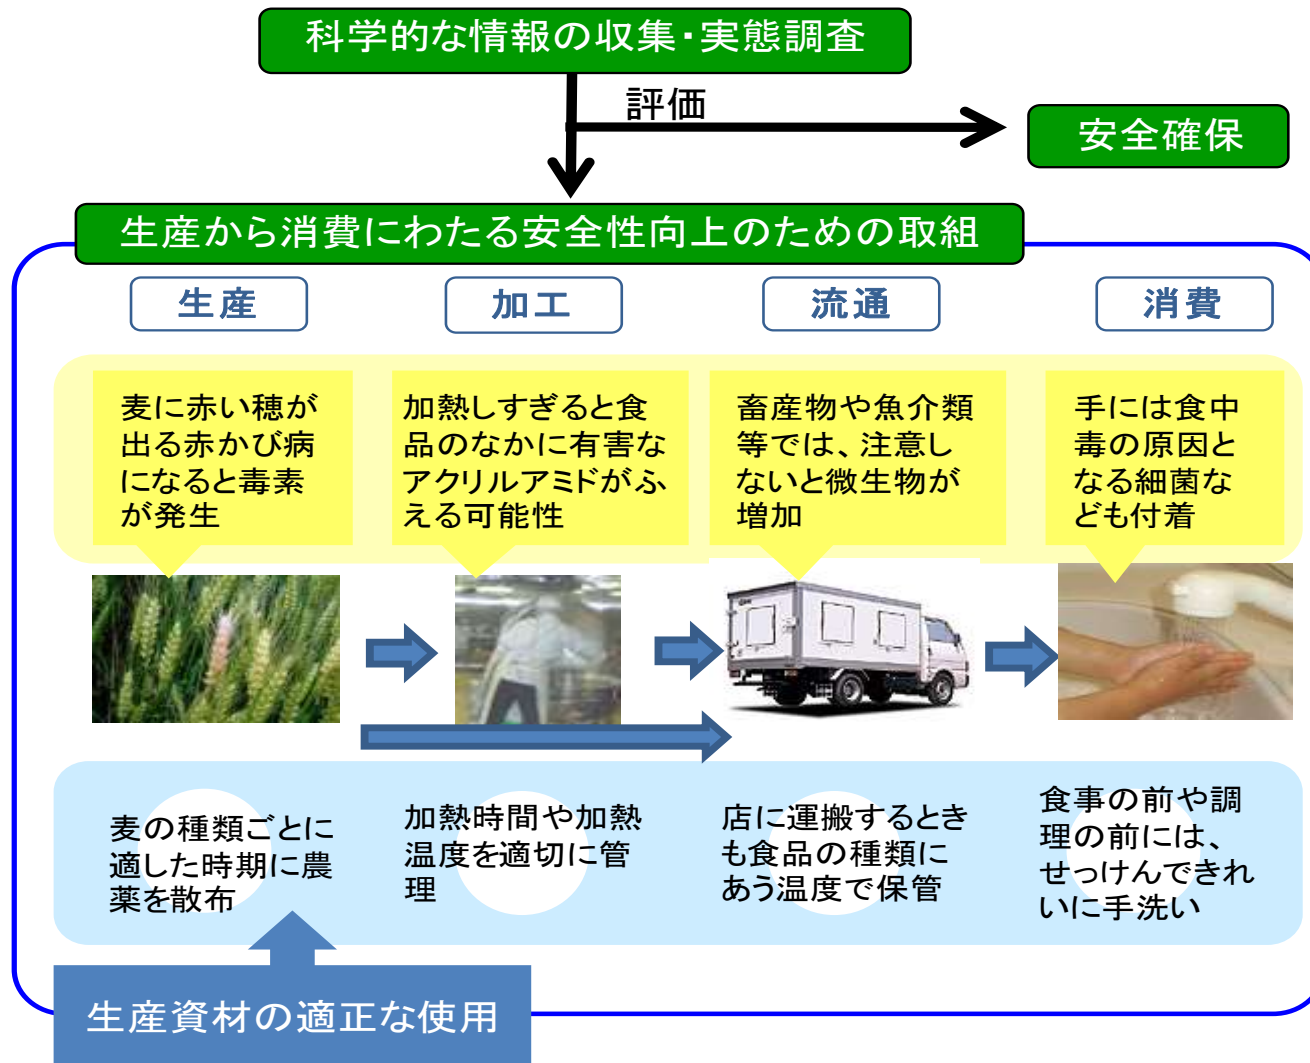 科学的な情報の収集・実態調査
評価
安全確保
生産から消費にわたる安全性向上のための取組
生産
加工
流通
消費
麦に赤い穂が
出る赤かび病
になると毒素
が発生
加熱しすぎると食
品のなかに有害な
アクリルアミドがふ
える可能性
畜産物や魚介類
等では、注意し
ないと微生物が
増加
手には食中
毒の原因と
なる細菌な
ども付着
麦の種類ごとに
適した時期に農
薬を散布
加熱時間や加熱
温度を適切に管
理
店に運搬するとき
も食品の種類に
あう温度で保管
食事の前や調
理の前には、
せっけんできれ
いに手洗い
生産資材の適正な使用